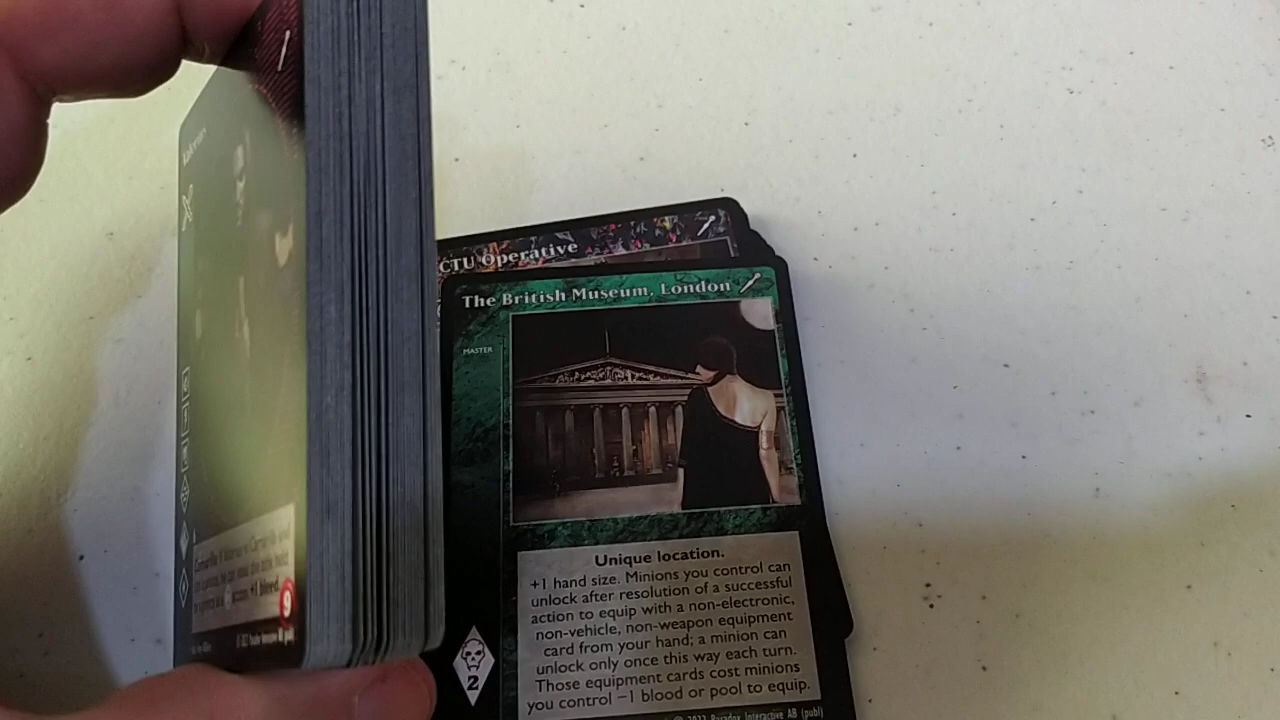 CTU Operative
The British Museum, London
MASTER
Unique location.
+1 hand size. Minions you control can
unlock after resolution of a successful
action to equip with a non-electronic,
non-vehicle, non-weapon equipment
card from your hand; a minion can
unlock only once this way each turn.
Those equipment cards cost minions
you control −1 blood or pool to equip.
2
Paradox Interactive AB (publ)
+1 bleed.
9